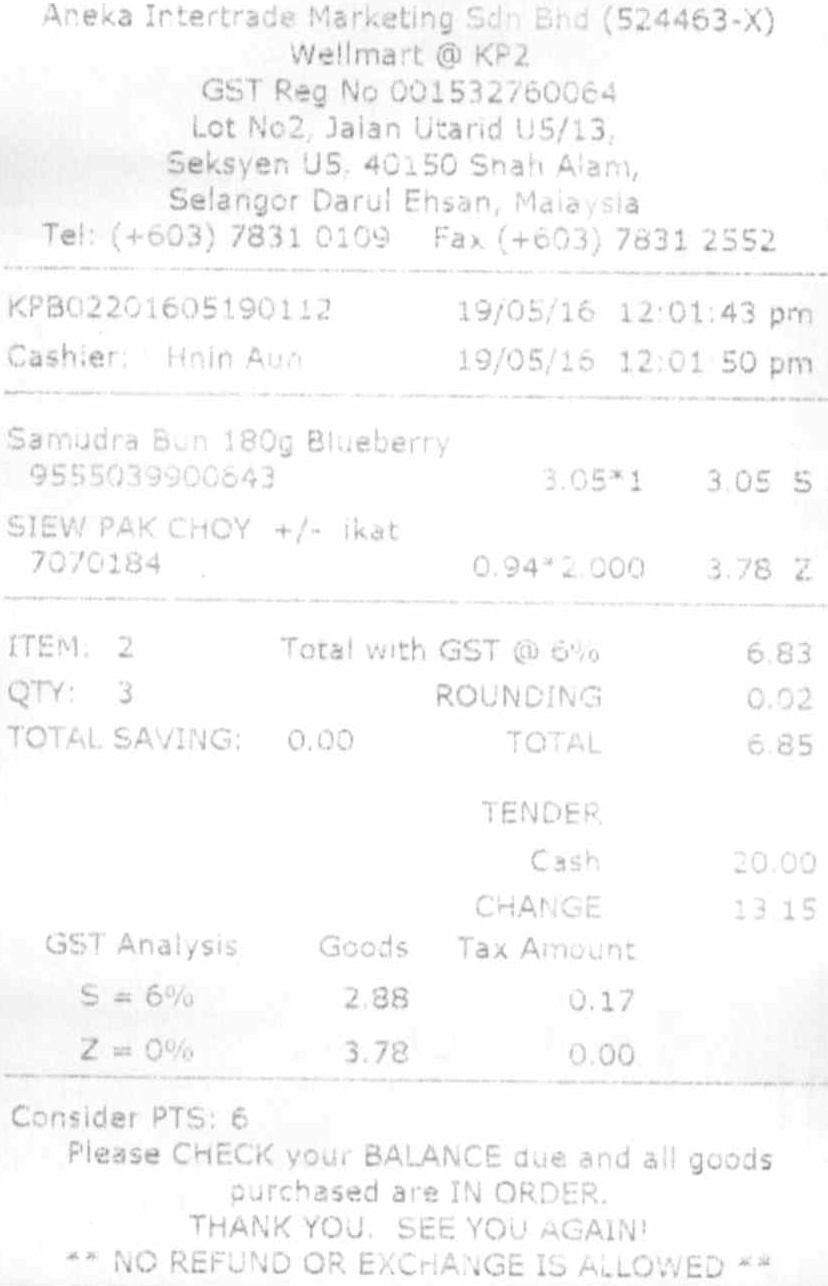 Aneka Intertrade Marketing Sdn Bhd (524463-X)
Wellmart @ KP2
GST Reg No 001532760064
Lot No2, Jalan Utarid U5/13,
Seksyen U5, 40150 Shah Alam,
Selangor Darul Ehsan, Malaysia
Tel: (+603) 7831 0109 Fax (+603) 7831 2552
KPB02201605190112 19/05/16 12:01:43 pm
Cashier: Hnin Aun 19/05/16 12:01:50 pm
Samudra Bun 180g Blueberry
9555039900643 3.05*1 3.05 S
SIEW PAK CHOY +/- ikat
7070184 0.94*2.000 3.78 Z
ITEM: 2 Total with GST @ 6% 6.83
QTY: 3 ROUNDING 0.02
TOTAL SAVING: 0.00 TOTAL 6.85
TENDER
Cash 20.00
CHANGE 13.15
GST Analysis Goods Tax Amount
S = 6% 2.88 0.17
Z = 0% 3.78 0.00
Consider PTS: 6
Please CHECK your BALANCE due and all goods
purchased are IN ORDER.
THANK YOU. SEE YOU AGAIN!
** NO REFUND OR EXCHANGE IS ALLOWED **